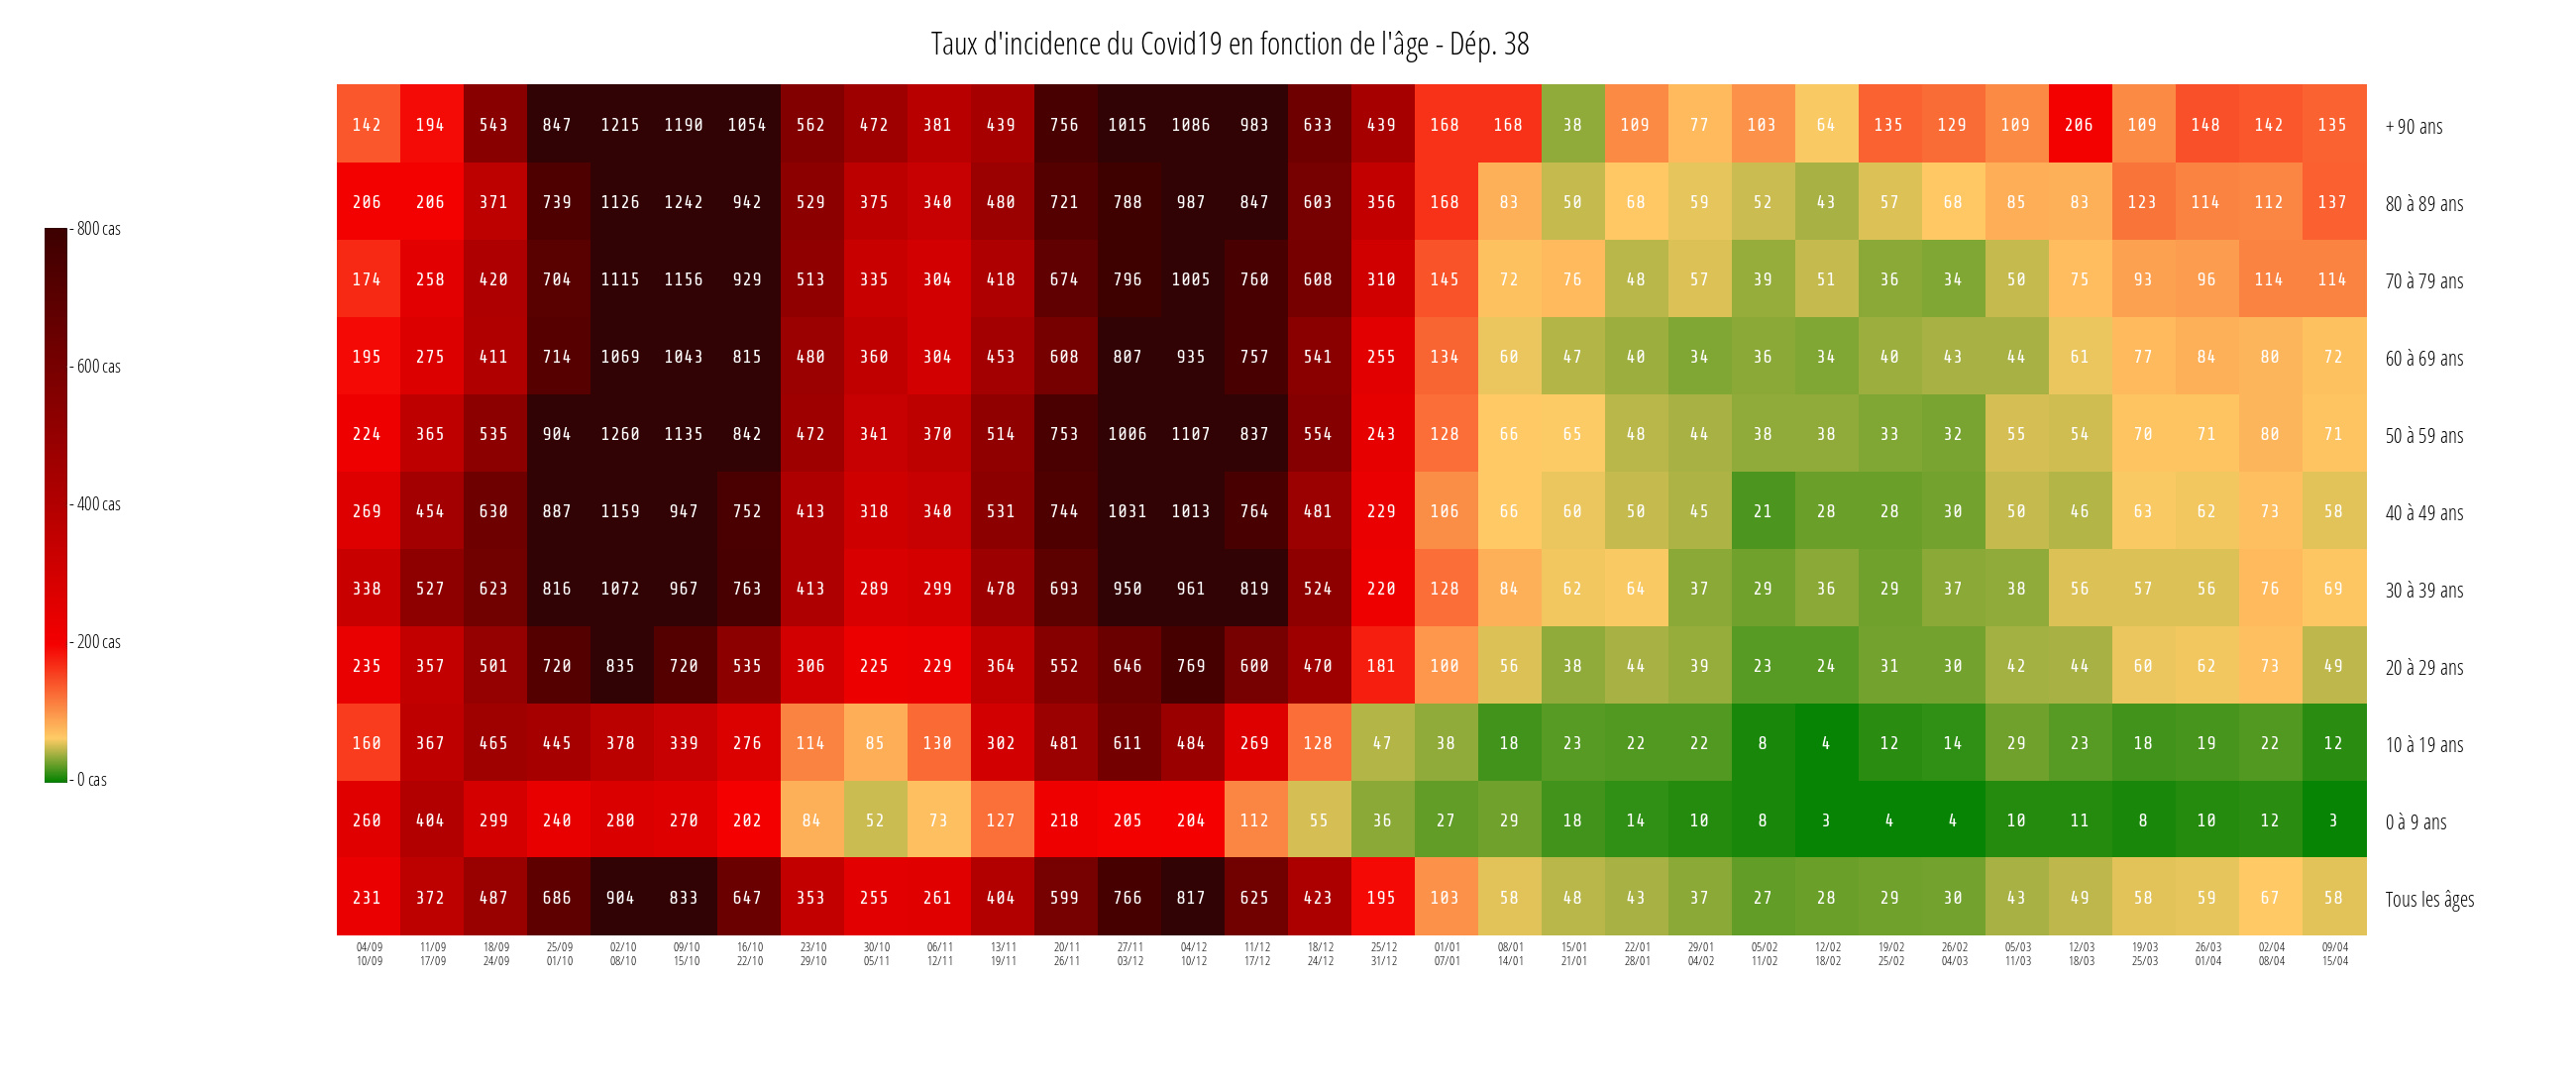 Taux d'incidence du Covid19 en fonction de l'âge - Dép. 38
- 800 cas
- 600 cas
- 400 cas
- 200 cas
- 0 cas
142 194 543 847 1215 1190 1054 562 472 381 439 756 1015 1086 983 633 439 168 168 38 109 77 103 64 135 129 109 206 109 148 142 135 + 90 ans
206 206 371 739 1126 1242 942 529 375 340 480 721 788 987 847 603 356 168 83 50 68 59 52 43 57 68 85 83 123 114 112 137 80 à 89 ans
174 258 420 704 1115 1156 929 513 335 304 418 674 796 1005 760 608 310 145 72 76 48 57 39 51 36 34 50 75 93 96 114 114 70 à 79 ans
195 275 411 714 1069 1043 815 480 360 304 453 608 807 935 757 541 255 134 60 47 40 34 36 34 40 43 44 61 77 84 80 72 60 à 69 ans
224 365 535 904 1260 1135 842 472 341 370 514 753 1006 1107 837 554 243 128 66 65 48 44 38 38 33 32 55 54 70 71 80 71 50 à 59 ans
269 454 630 887 1159 947 752 413 318 340 531 744 1031 1013 764 481 229 106 66 60 50 45 21 28 28 30 50 46 63 62 73 58 40 à 49 ans
338 527 623 816 1072 967 763 413 289 299 478 693 950 961 819 524 220 128 84 62 64 37 29 36 29 37 38 56 57 56 76 69 30 à 39 ans
235 357 501 720 835 720 535 306 225 229 364 552 646 769 600 470 181 100 56 38 44 39 23 24 31 30 42 44 60 62 73 49 20 à 29 ans
160 367 465 445 378 339 276 114 85 130 302 481 611 484 269 128 47 38 18 23 22 22 8 4 12 14 29 23 18 19 22 12 10 à 19 ans
260 404 299 240 280 270 202 84 52 73 127 218 205 204 112 55 36 27 29 18 14 10 8 3 4 4 10 11 8 10 12 3 0 à 9 ans
231 372 487 686 904 833 647 353 255 261 404 599 766 817 625 423 195 103 58 48 43 37 27 28 29 30 43 49 58 59 67 58 Tous les âges
04/09 11/09 18/09 25/09 02/10 09/10 16/10 23/10 30/10 06/11 13/11 20/11 27/11 04/12 11/12 18/12 25/12 01/01 08/01 15/01 22/01 29/01 05/02 12/02 19/02 26/02 05/03 12/03 19/03 26/03 02/04 09/04
10/09 17/09 24/09 01/10 08/10 15/10 22/10 29/10 05/11 12/11 19/11 26/11 03/12 10/12 17/12 24/12 31/12 07/01 14/01 21/01 28/01 04/02 11/02 18/02 25/02 04/03 11/03 18/03 25/03 01/04 08/04 15/04